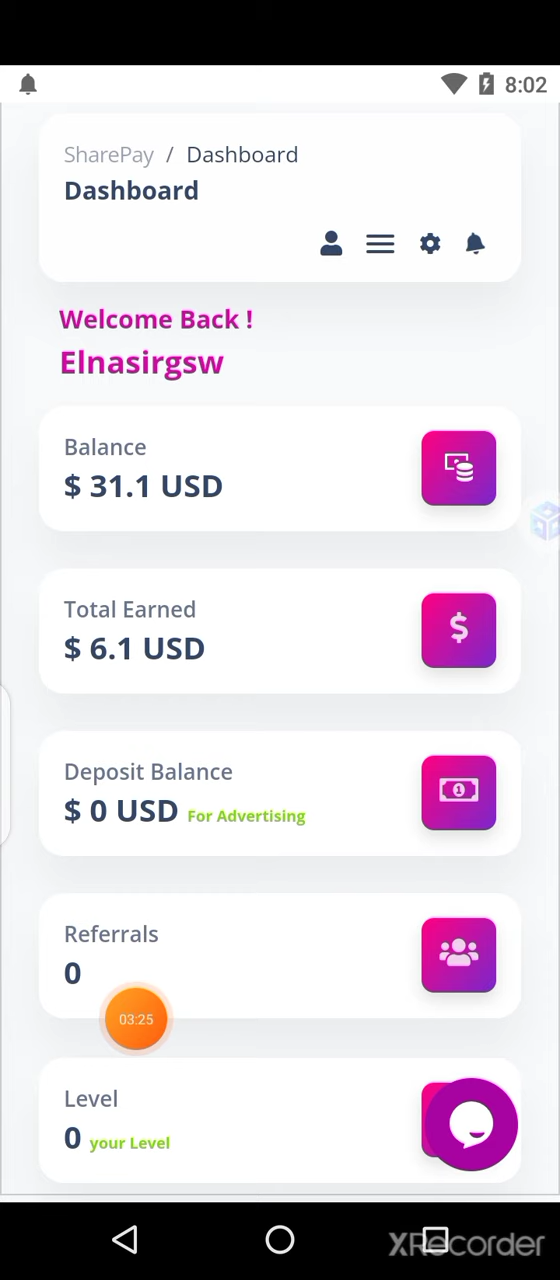 8:02
SharePay / Dashboard
Dashboard
Welcome Back !
Elnasirgsw
Balance
$ 31.1 USD
Total Earned
$ 6.1 USD
$
Deposit Balance
$ 0 USD For Advertising
1
Referrals
0
03:25
Level
0 your Level
XRecorder